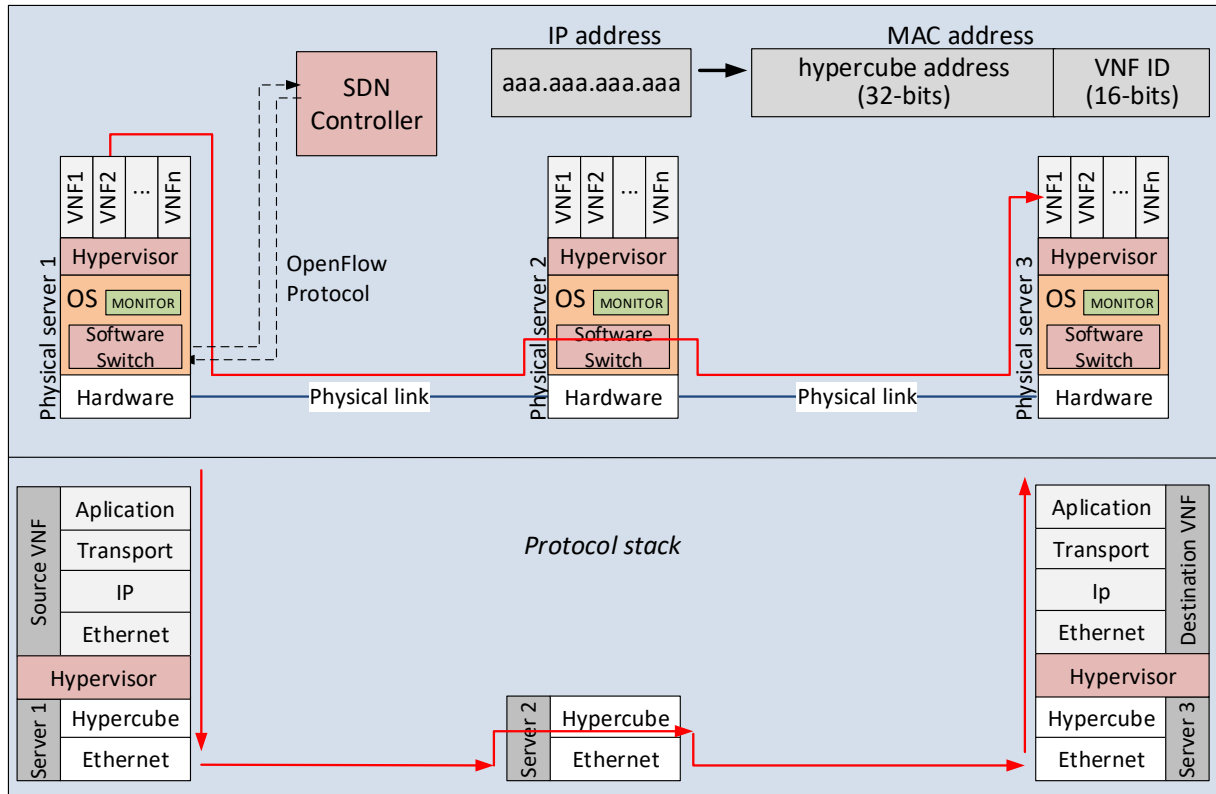 IP address
MAC address
aaa.aaa.aaa.aaa
hypercube address
(32-bits)
VNF ID
(16-bits)
SDN
Controller
OpenFlow
Protocol
Physical server 1
VNF1
VNF2
...
VNFn
Hypervisor
OS
MONITOR
Software
Switch
Hardware
Physical link
Physical server 2
VNF1
VNF2
...
VNFn
Hypervisor
OS
MONITOR
Software
Switch
Hardware
Physical link
Physical server 3
VNF1
VNF2
...
VNFn
Hypervisor
OS
MONITOR
Software
Switch
Hardware
Protocol stack
Source VNF
Aplication
Transport
IP
Ethernet
Hypervisor
Server 1
Hypercube
Ethernet
Server 2
Hypercube
Ethernet
Aplication
Transport
Ip
Ethernet
Destination VNF
Hypervisor
Hypercube
Ethernet
Server 3